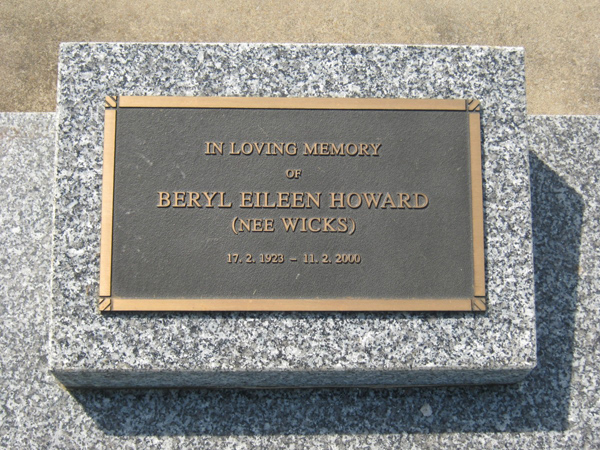 IN LOVING MEMORY
OF
BERYL EILEEN HOWARD
(NEE WICKS)
17. 2. 1923 – 11. 2. 2000